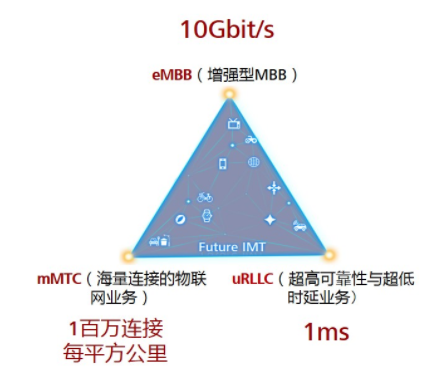 10Gbit/s
eMBB（增强型MBB）
Future IMT
mMTC（海量连接的物联
网业务）
uRLLC（超高可靠性与超低
时延业务）
1百万连接
每平方公里
1ms